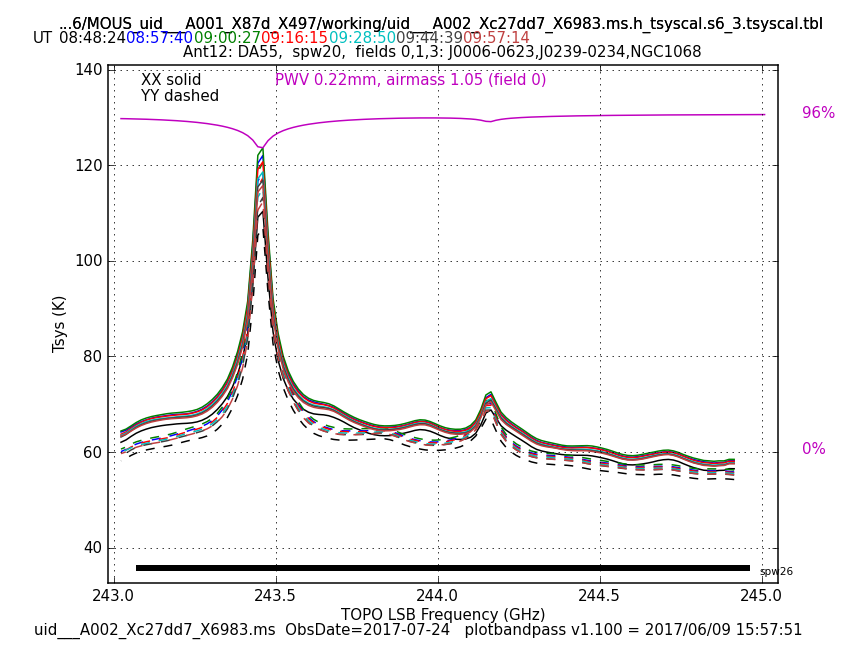 ...6/MOUS_uid___A001_X87d_X497/working/uid___A002_Xc27dd7_X6983.ms.h_tsyscal.s6_3.tsyscal.tbl
UT 08:48:24 08:57:40 09:00:27 09:16:15 09:28:50 09:44:39 09:57:14
Ant12: DA55, spw20, fields 0,1,3: J0006-0623,J0239-0234,NGC1068
140
XX solid PWV 0.22mm, airmass 1.05 (field 0)
YY dashed
96%
120
100
Tsys (K)
80
60
0%
40
spw26
243.0 243.5 244.0 244.5 245.0
TOPO LSB Frequency (GHz)
uid___A002_Xc27dd7_X6983.ms ObsDate=2017-07-24 plotbandpass v1.100 = 2017/06/09 15:57:51